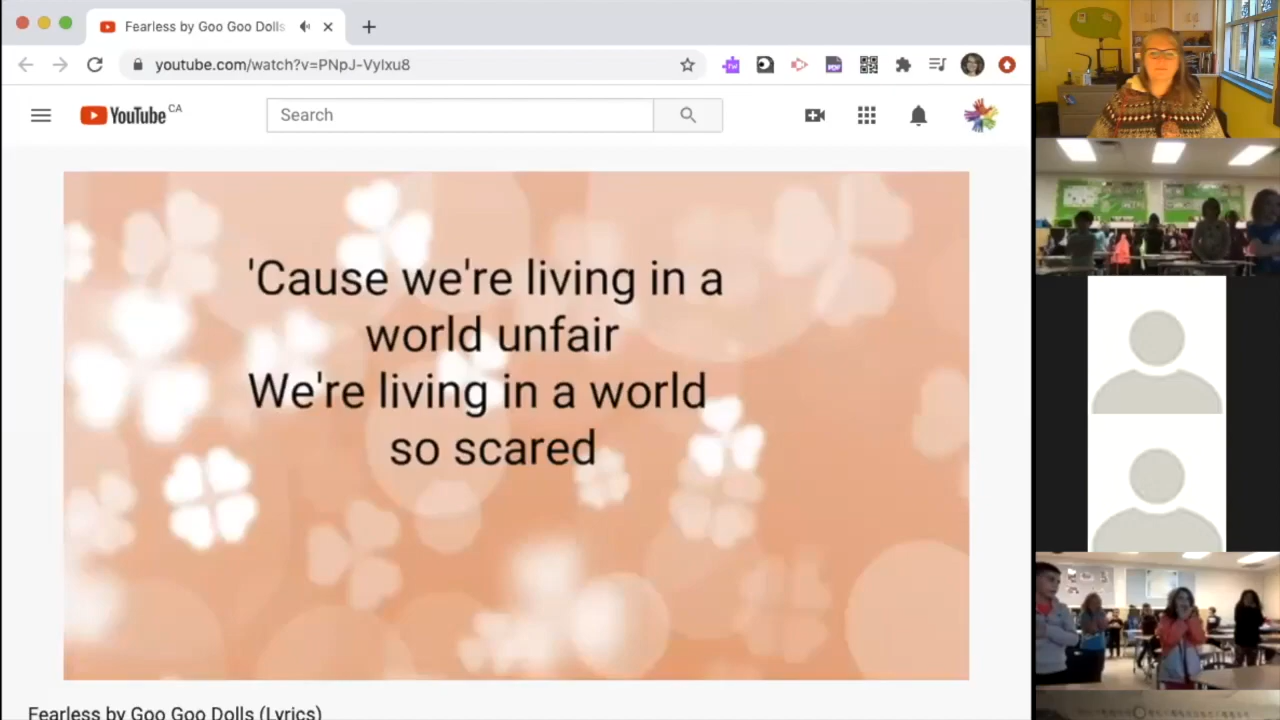 Fearless by Goo Goo Dolls
youtube.com/watch?v=PNpJ-Vylxu8
YouTube CA
Search
'Cause we're living in a
world unfair
We're living in a world
so scared
Fearless by Goo Goo Dolls (Lyrics)